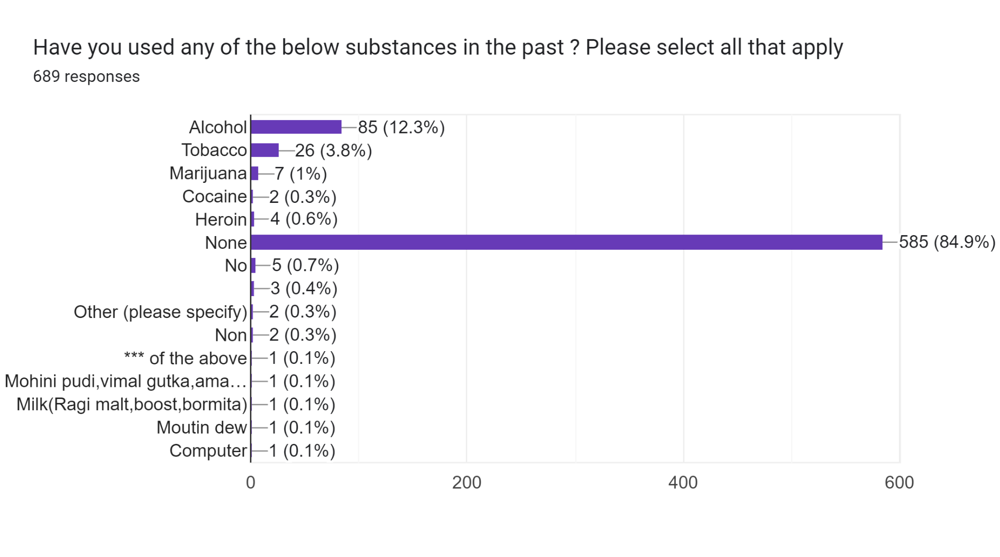 Have you used any of the below substances in the past ? Please select all that apply
689 responses
Alcohol 85 (12.3%)
Tobacco 26 (3.8%)
Marijuana 7 (1%)
Cocaine 2 (0.3%)
Heroin 4 (0.6%)
None 585 (84.9%)
No 5 (0.7%)
3 (0.4%)
Other (please specify) 2 (0.3%)
Non 2 (0.3%)
*** of the above 1 (0.1%)
Mohini pudi,vimal gutka,ama… 1 (0.1%)
Milk(Ragi malt,boost,bormita) 1 (0.1%)
Moutin dew 1 (0.1%)
Computer 1 (0.1%)
0 200 400 600